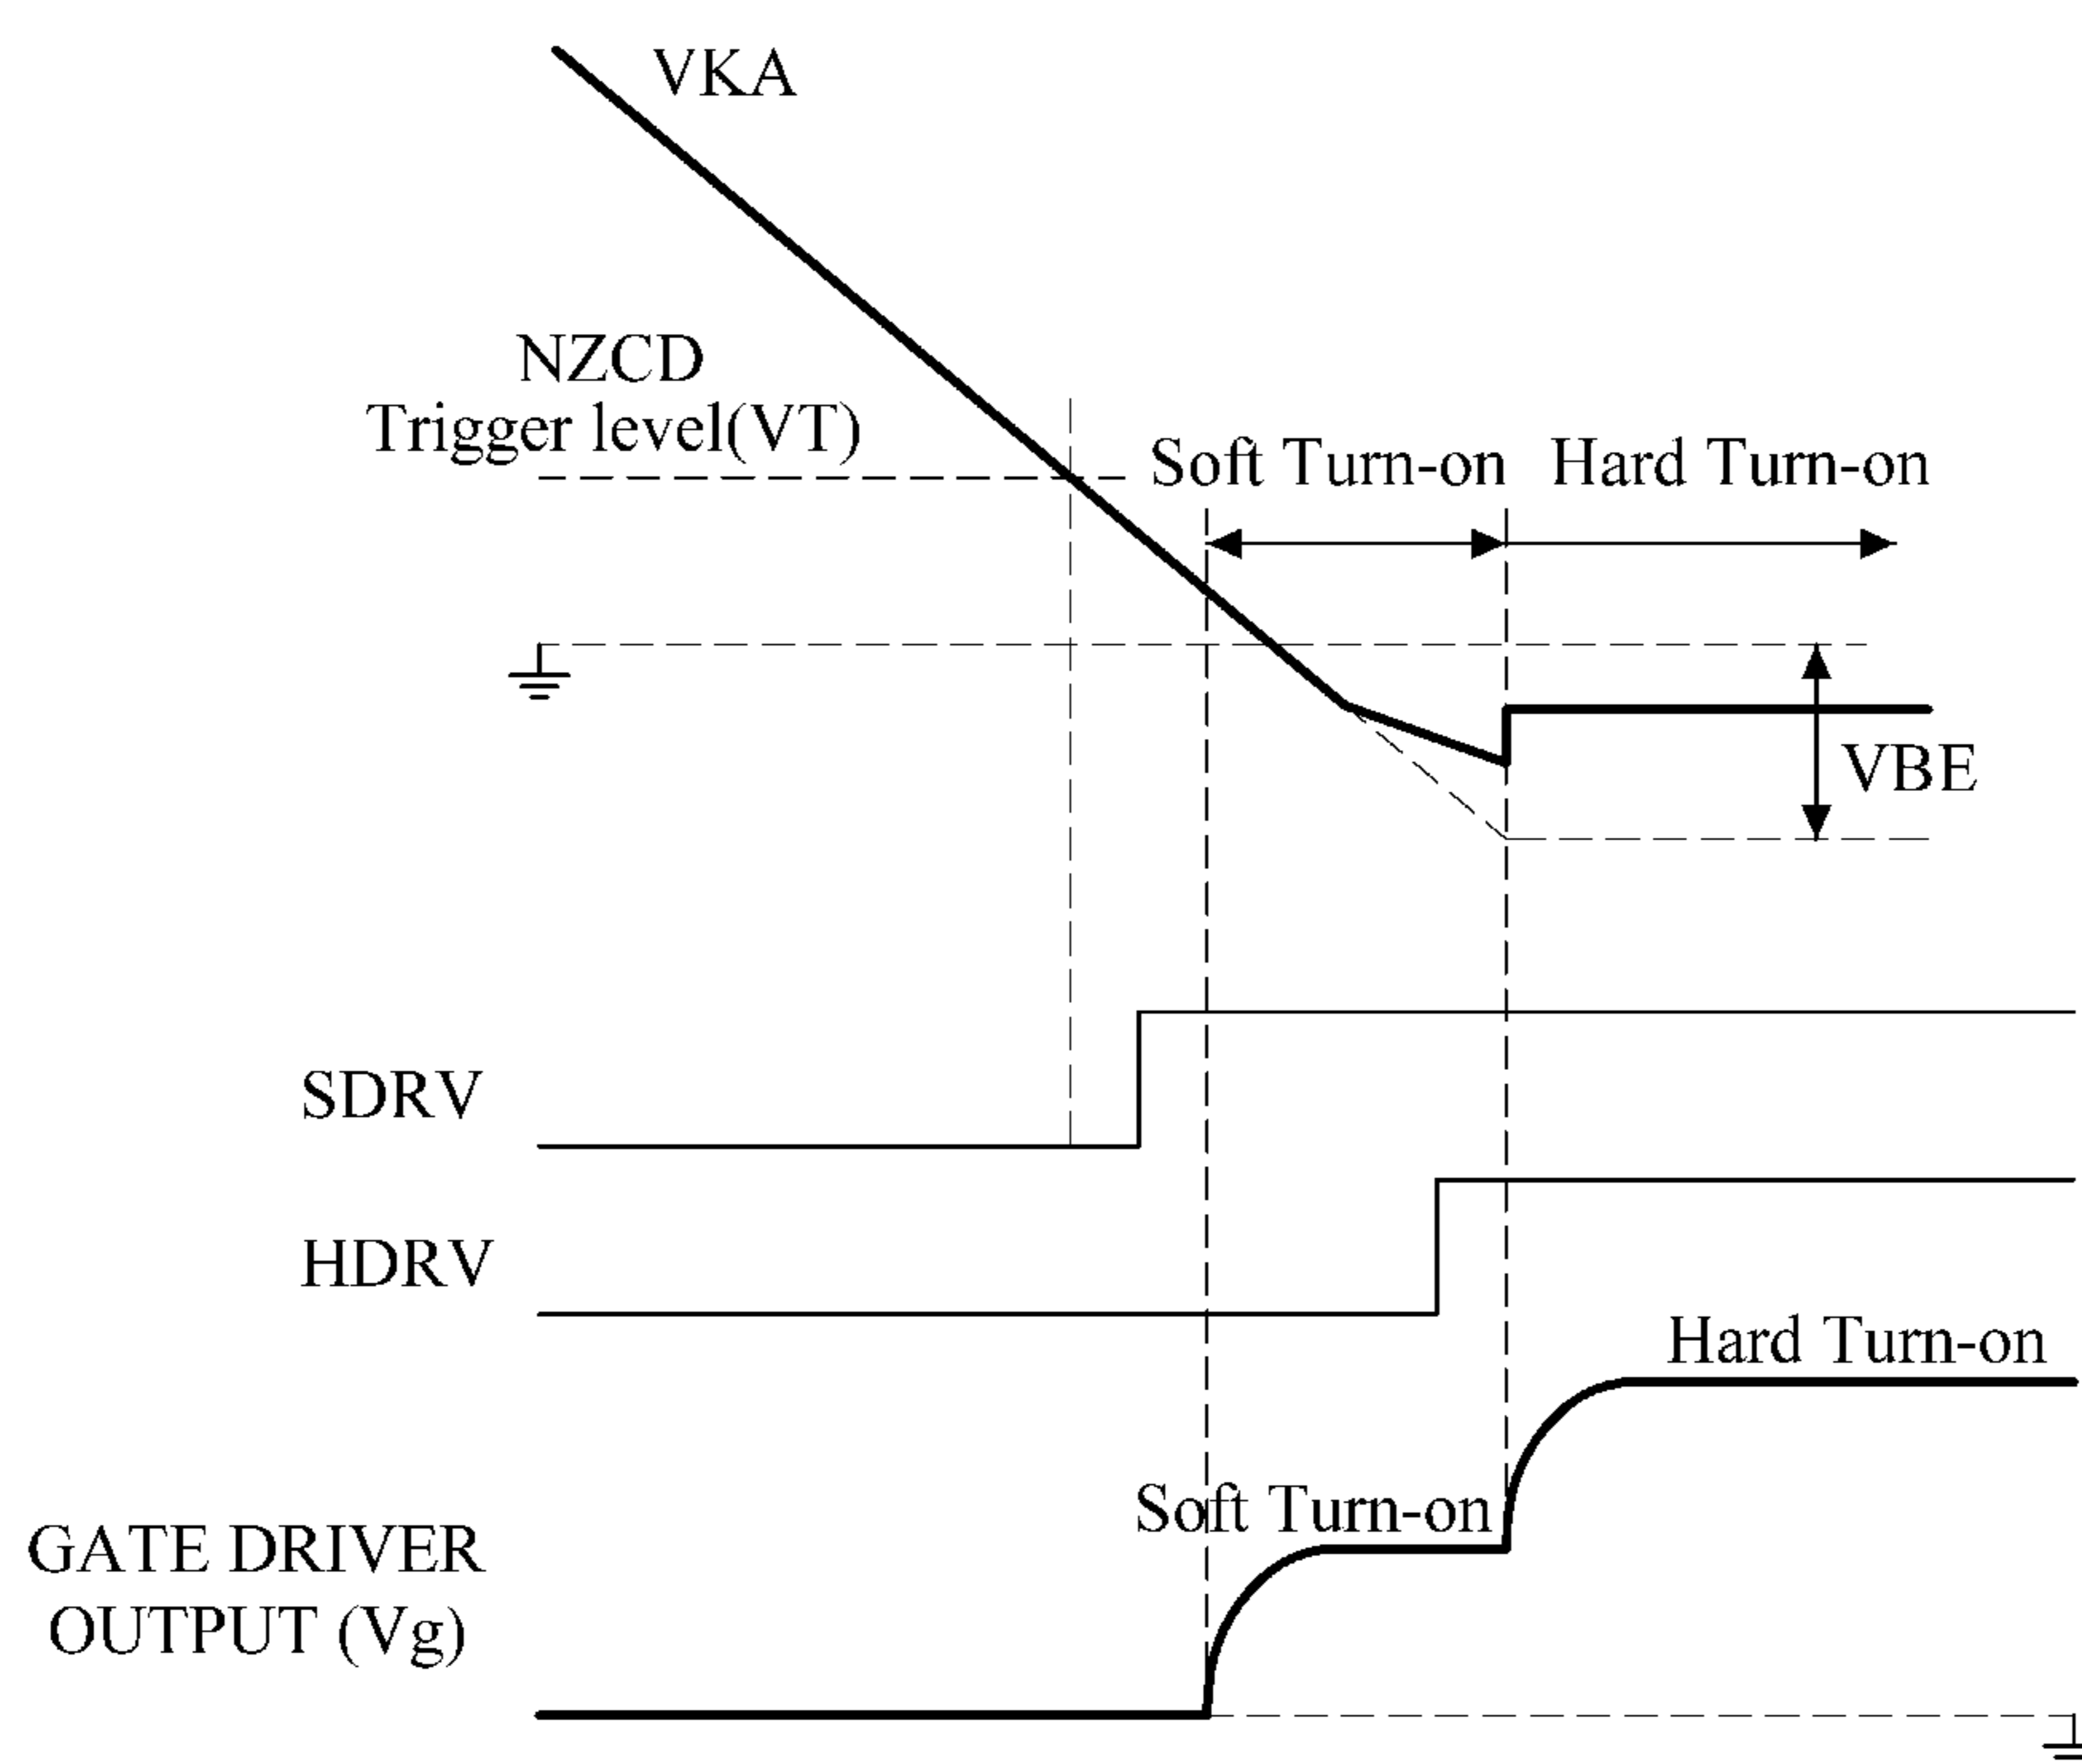 VKA
NZCD
Trigger level(VT)
Soft Turn-on
Hard Turn-on
VBE
SDRV
HDRV
Hard Turn-on
Soft Turn-on
GATE DRIVER
OUTPUT (Vg)